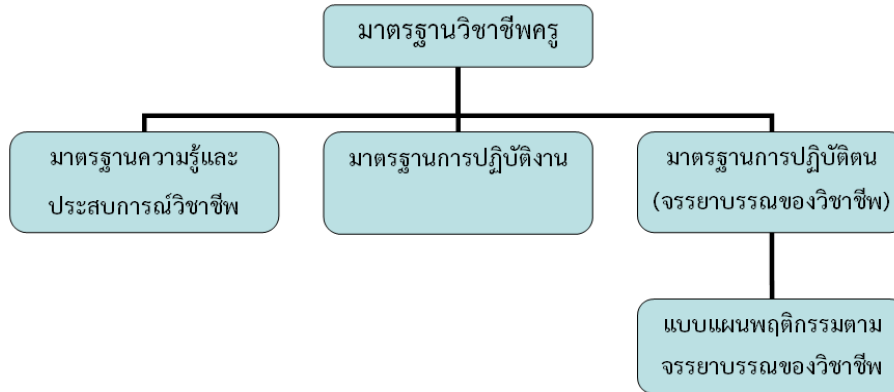 มาตรฐานวิชาชีพครู
มาตรฐานความรู้และ
ประสบการณ์วิชาชีพ
มาตรฐานการปฏิบัติงาน
มาตรฐานการปฏิบัติตน
(จรรยาบรรณของวิชาชีพ)
แบบแผนพฤติกรรมตาม
จรรยาบรรณของวิชาชีพ